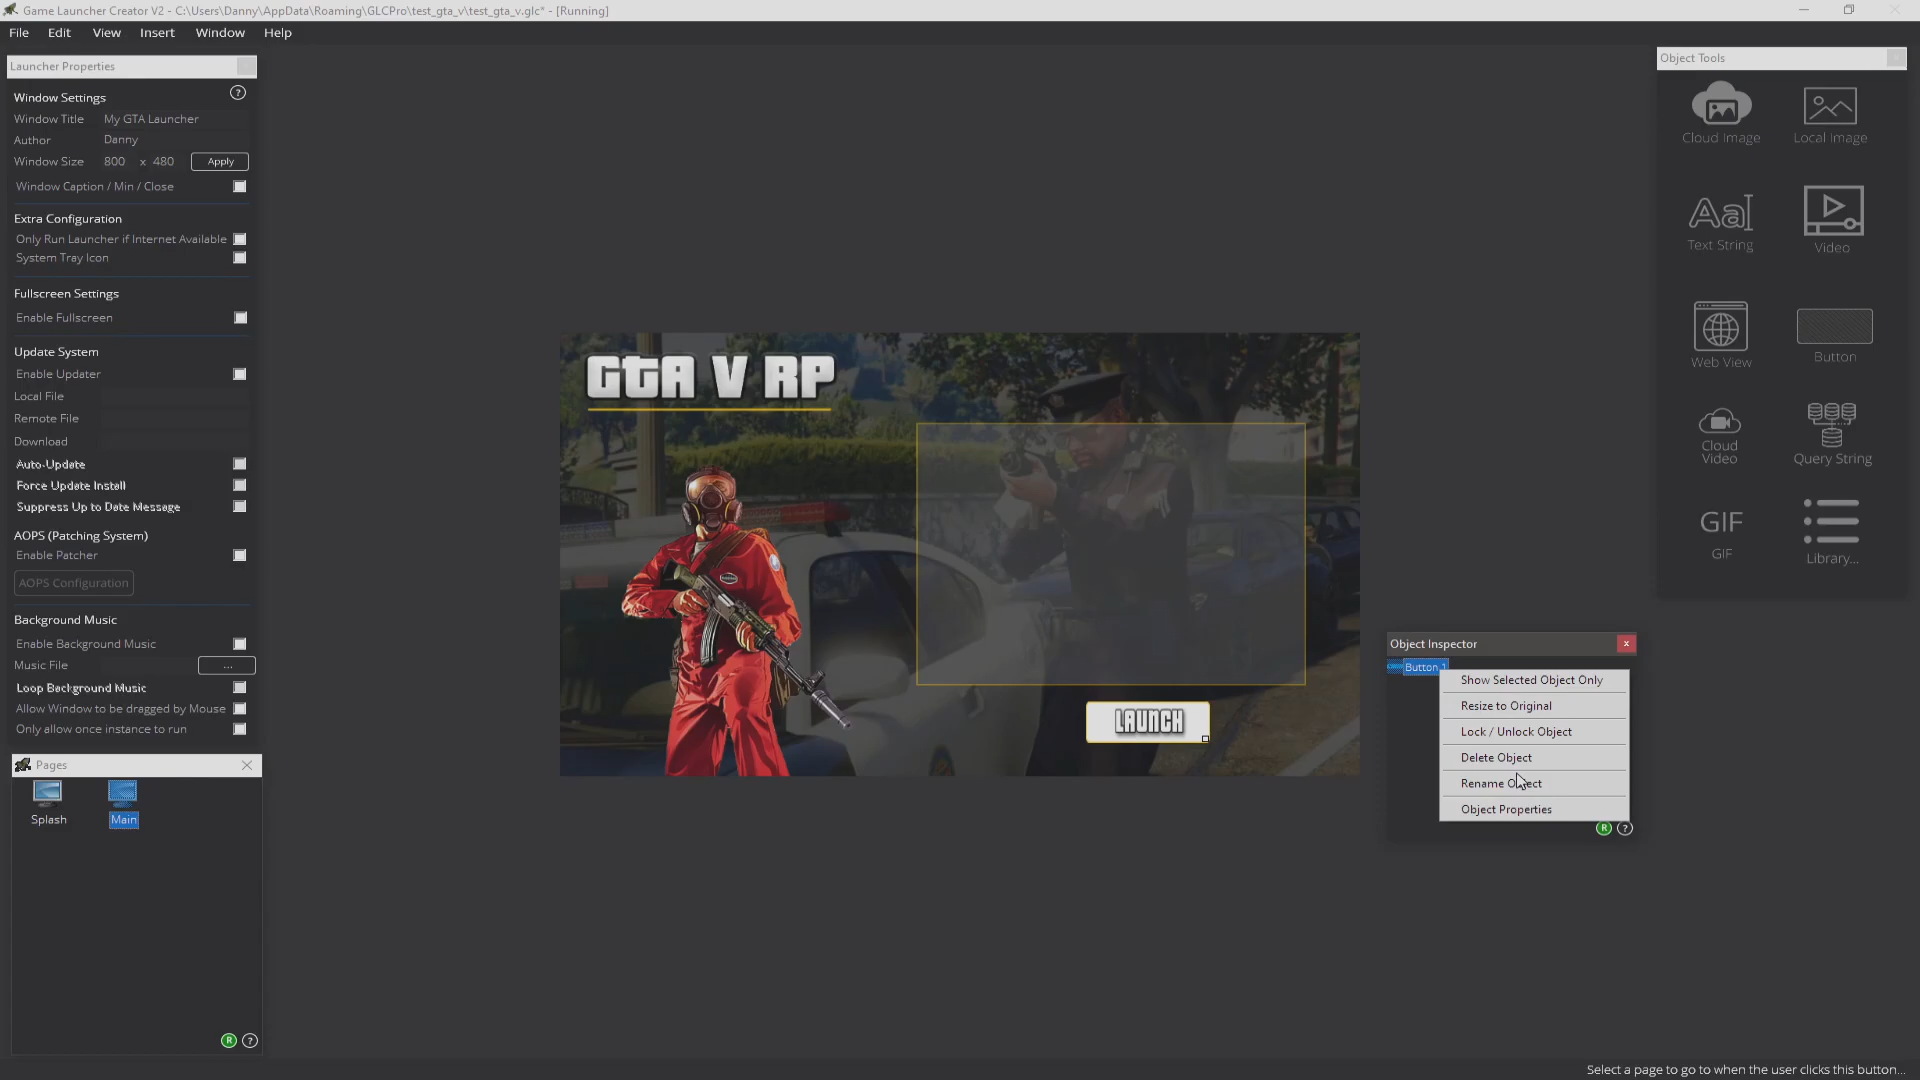 Game Launcher Creator V2 - C:\Users\Danny\AppData\Roaming\GLCPro\test_gta_v\test_gta_v.glc* - [Running]
File Edit View Insert Window Help
Launcher Properties
Window Settings ?
Window Title My GTA Launcher
Author Danny
Window Size 800 x 480 Apply
Window Caption / Min / Close
Extra Configuration
Only Run Launcher if Internet Available
System Tray Icon
Fullscreen Settings
Enable Fullscreen
Update System
Enable Updater
Local File
Remote File
Download
Auto-Update
Force Update Install
Suppress Up to Date Message
AOPS (Patching System)
Enable Patcher
AOPS Configuration
Background Music
Enable Background Music
Music File ...
Loop Background Music
Allow Window to be dragged by Mouse
Only allow once instance to run
Pages
Splash Main
R ?
GTA V RP
LAUNCH
Object Tools
Cloud Image Local Image
Aa Text String Video
Web View Button
Cloud Video Query String
GIF
GIF Library...
Object Inspector x
Button 1
Show Selected Object Only
Resize to Original
Lock / Unlock Object
Delete Object
Rename Object
Object Properties
R ?
Select a page to go to when the user clicks this button...